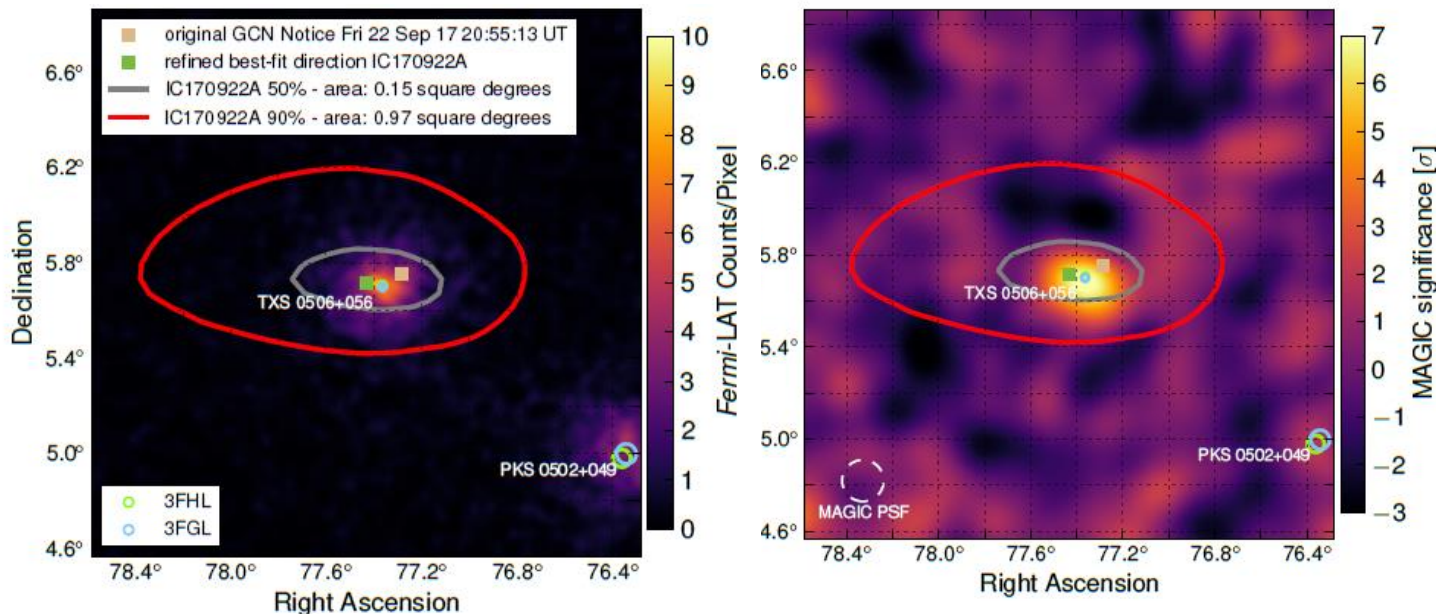 original GCN Notice Fri 22 Sep 17 20:55:13 UT
refined best-fit direction IC170922A
IC170922A 50% - area: 0.15 square degrees
IC170922A 90% - area: 0.97 square degrees
6.6°
6.2°
5.8°
5.4°
5.0°
4.6°
Declination
TXS 0506+056
PKS 0502+049
3FHL
3FGL
78.4°
78.0°
77.6°
77.2°
76.8°
76.4°
Right Ascension
10
9
8
7
6
5
4
3
2
1
0
Fermi-LAT Counts/Pixel
6.6°
6.2°
5.8°
5.4°
5.0°
4.6°
TXS 0506+056
PKS 0502+049
MAGIC PSF
78.4°
78.0°
77.6°
77.2°
76.8°
76.4°
Right Ascension
7
6
5
4
3
2
1
0
−1
−2
−3
MAGIC significance [σ]